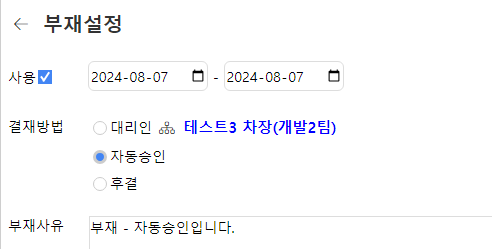 ← 부재설정
사용 2024-08-07 - 2024-08-07
결재방법 대리인 테스트3 차장(개발2팀)
자동승인
후결
부재사유 부재 - 자동승인입니다.